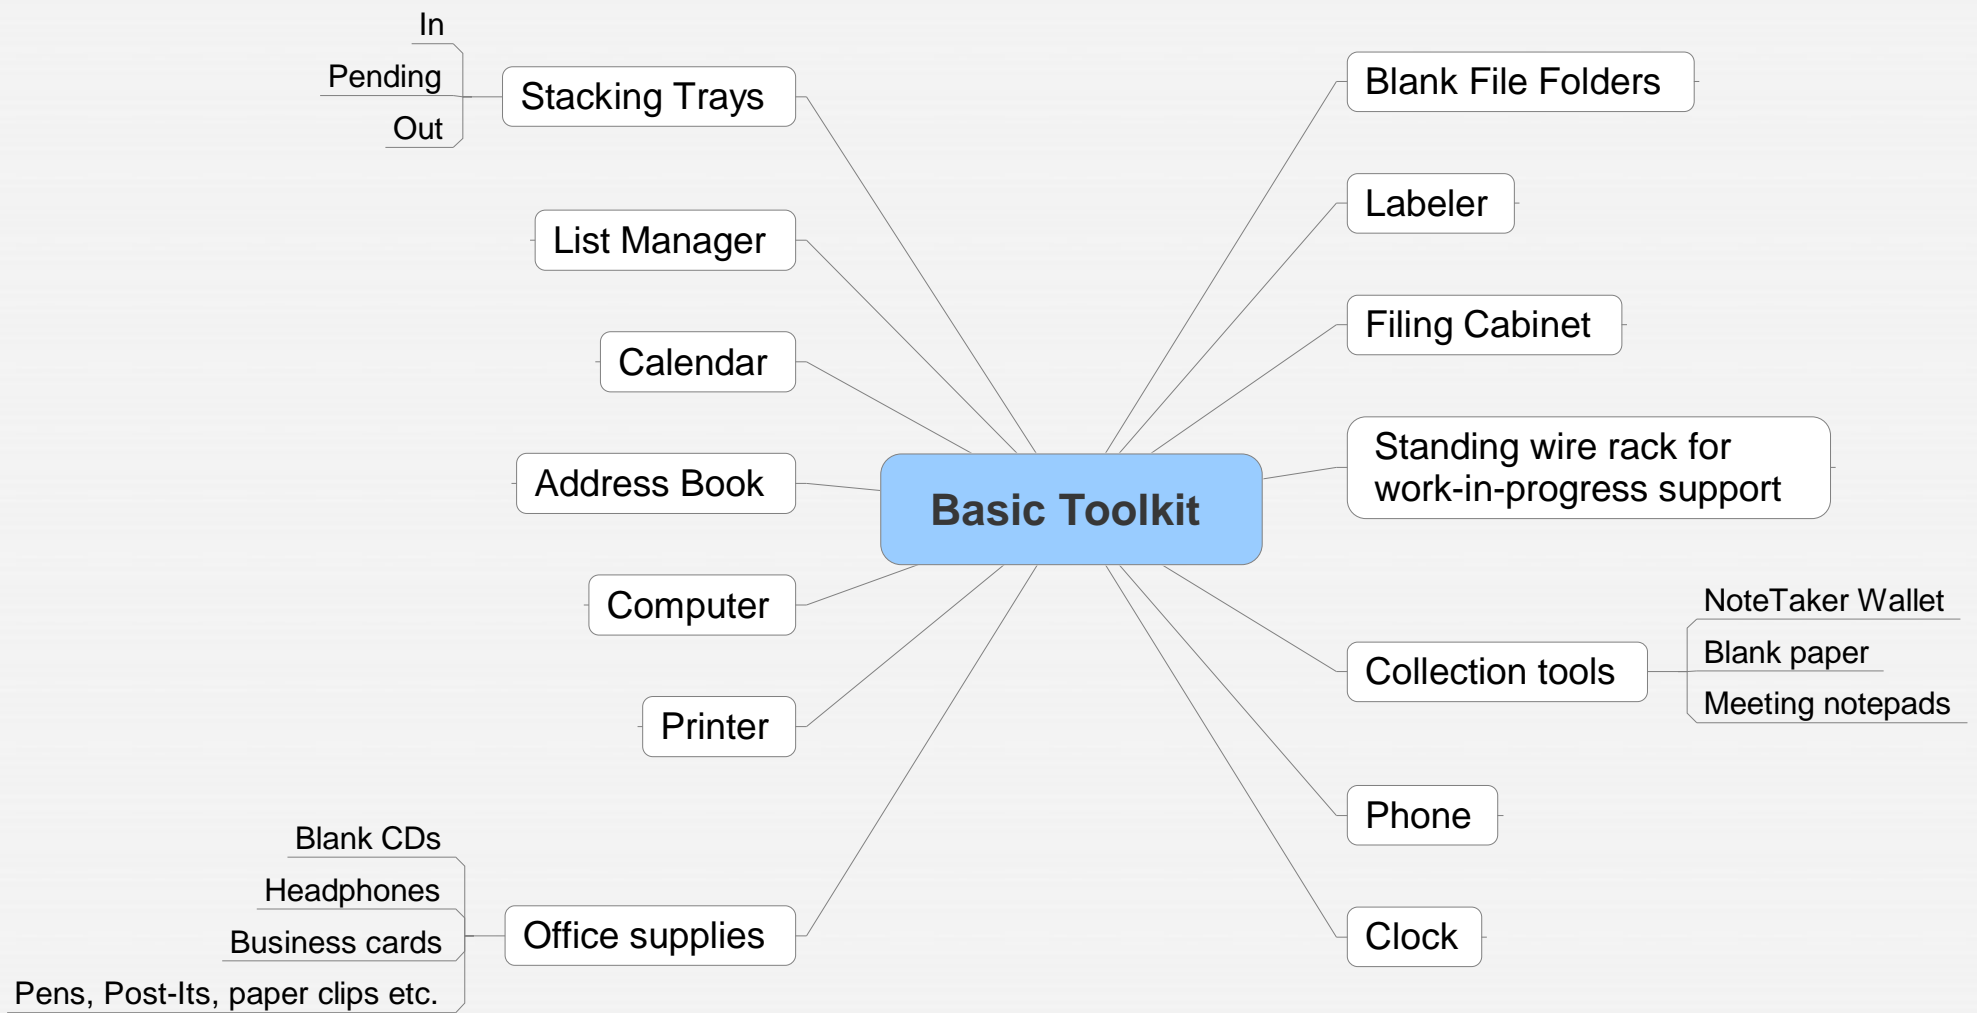 Basic Toolkit
Blank File Folders
Labeler
Filing Cabinet
Standing wire rack for
work-in-progress support
Collection tools
NoteTaker Wallet
Blank paper
Meeting notepads
Phone
Clock
Stacking Trays
In
Pending
Out
List Manager
Calendar
Address Book
Computer
Printer
Office supplies
Blank CDs
Headphones
Business cards
Pens, Post-Its, paper clips etc.